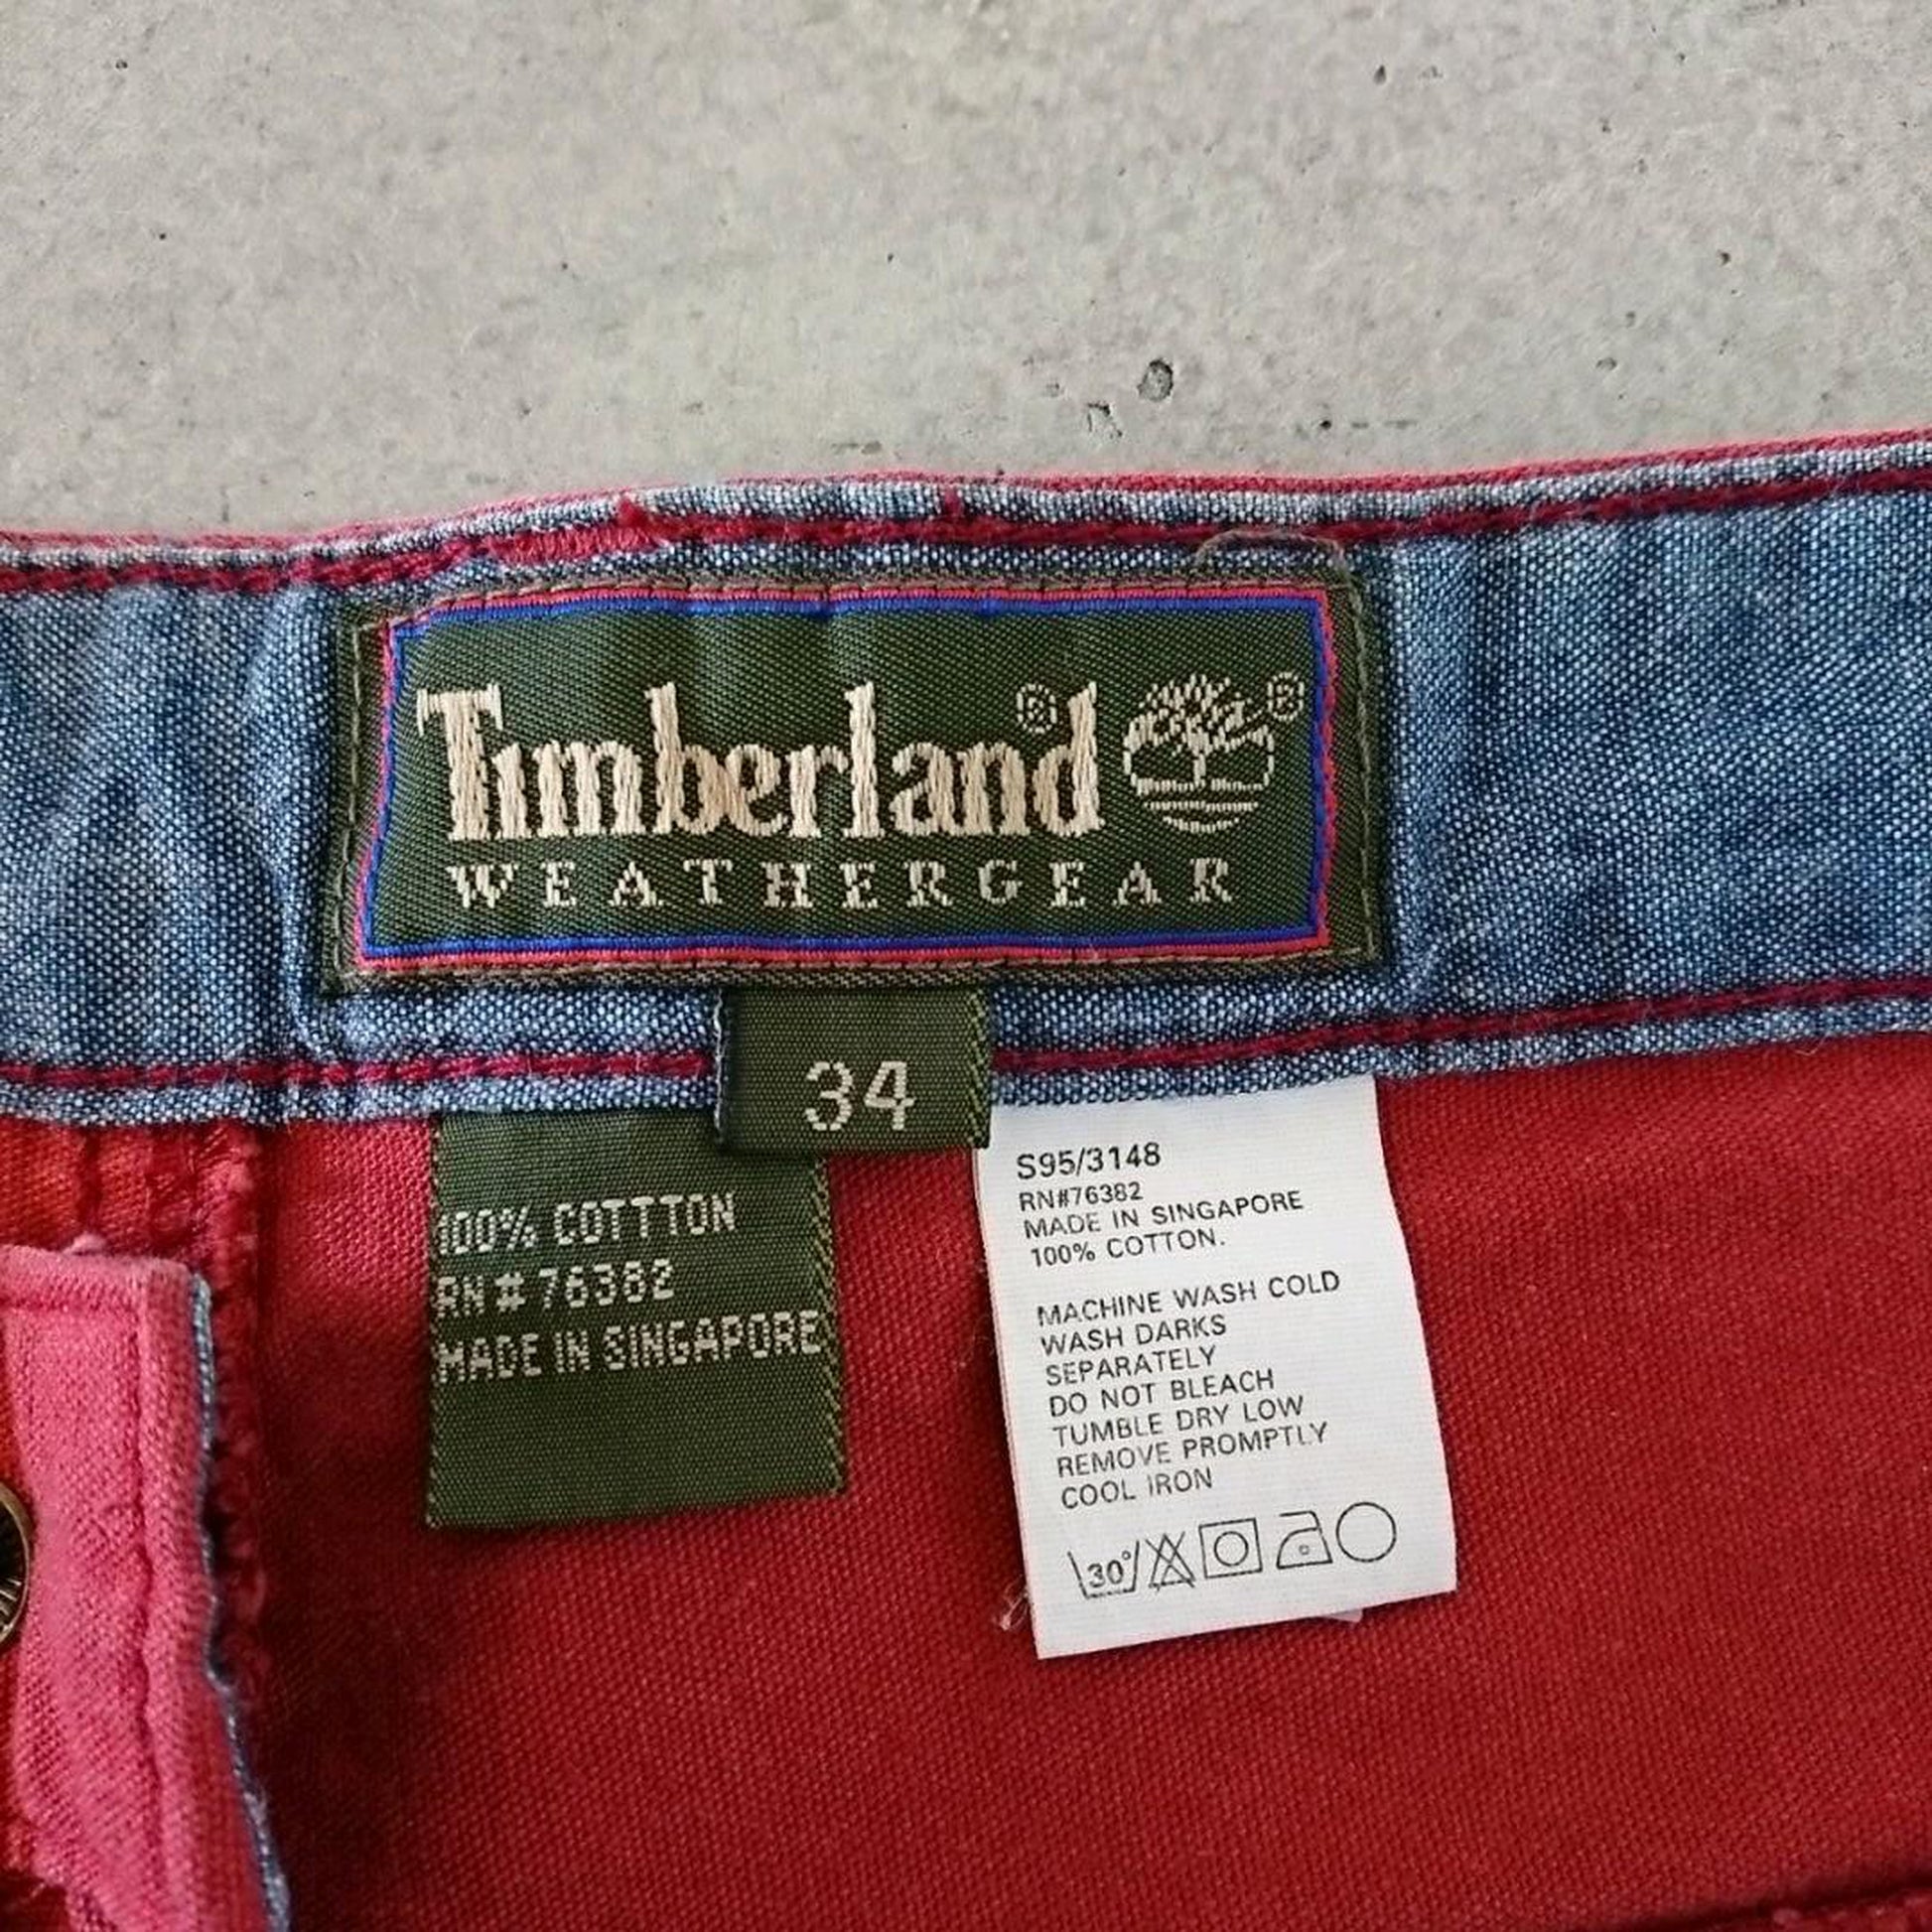 Timberland®
®
WEATHERGEAR
34
100% COTTTON
RN # 76382
MADE IN SINGAPORE
S95/3148
RN#76382
MADE IN SINGAPORE
100% COTTON.
MACHINE WASH COLD
WASH DARKS
SEPARATELY
DO NOT BLEACH
TUMBLE DRY LOW
REMOVE PROMPTLY
COOL IRON
30°